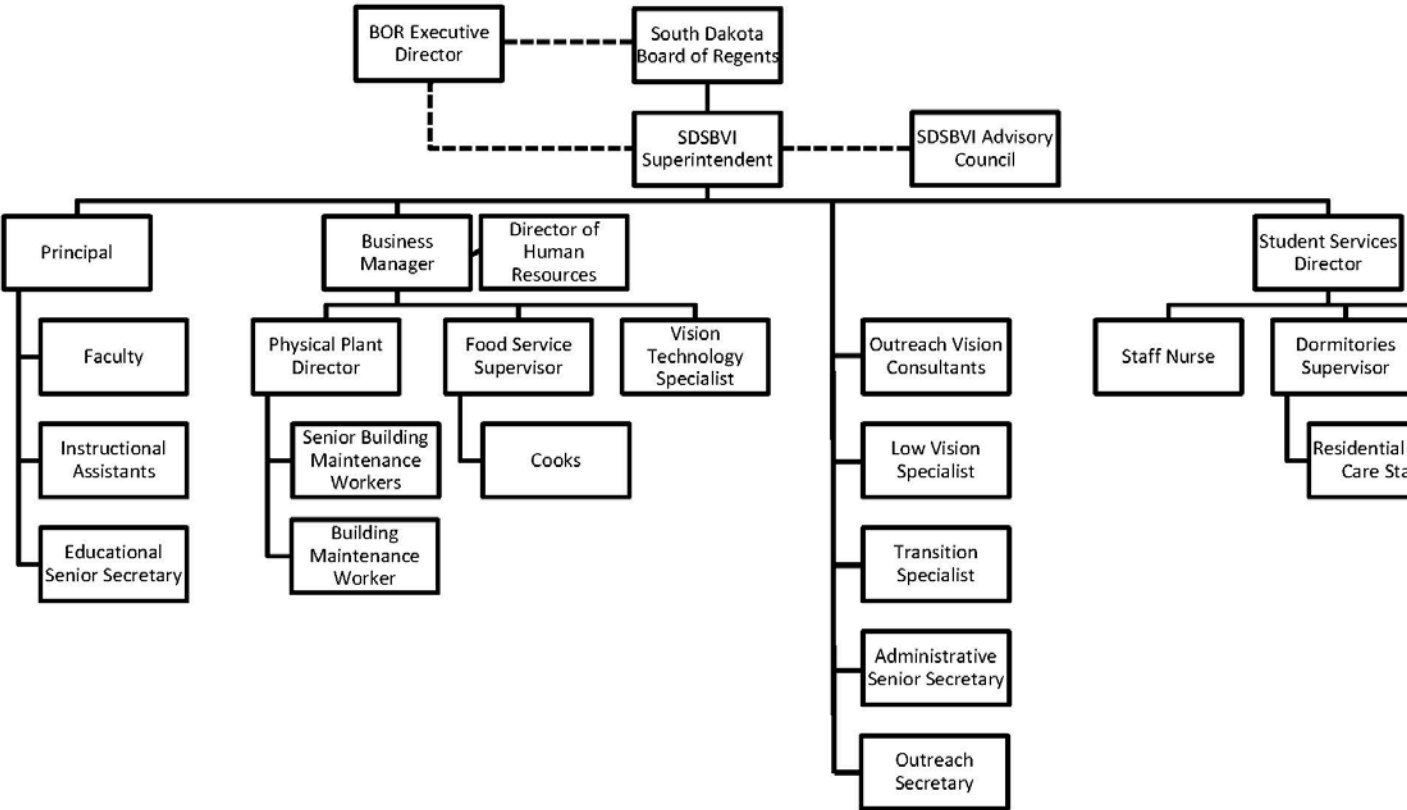 BOR Executive
Director
South Dakota
Board of Regents
SDSBVI
Superintendent
SDSBVI Advisory
Council
Principal
Business
Manager
Director of
Human
Resources
Student Services
Director
Faculty
Physical Plant
Director
Food Service
Supervisor
Vision
Technology
Specialist
Outreach Vision
Consultants
Staff Nurse
Dormitories
Supervisor
Instructional
Assistants
Senior Building
Maintenance
Workers
Cooks
Low Vision
Specialist
Residential
Care
Educational
Senior Secretary
Building
Maintenance
Worker
Transition
Specialist
Administrative
Senior Secretary
Outreach
Secretary